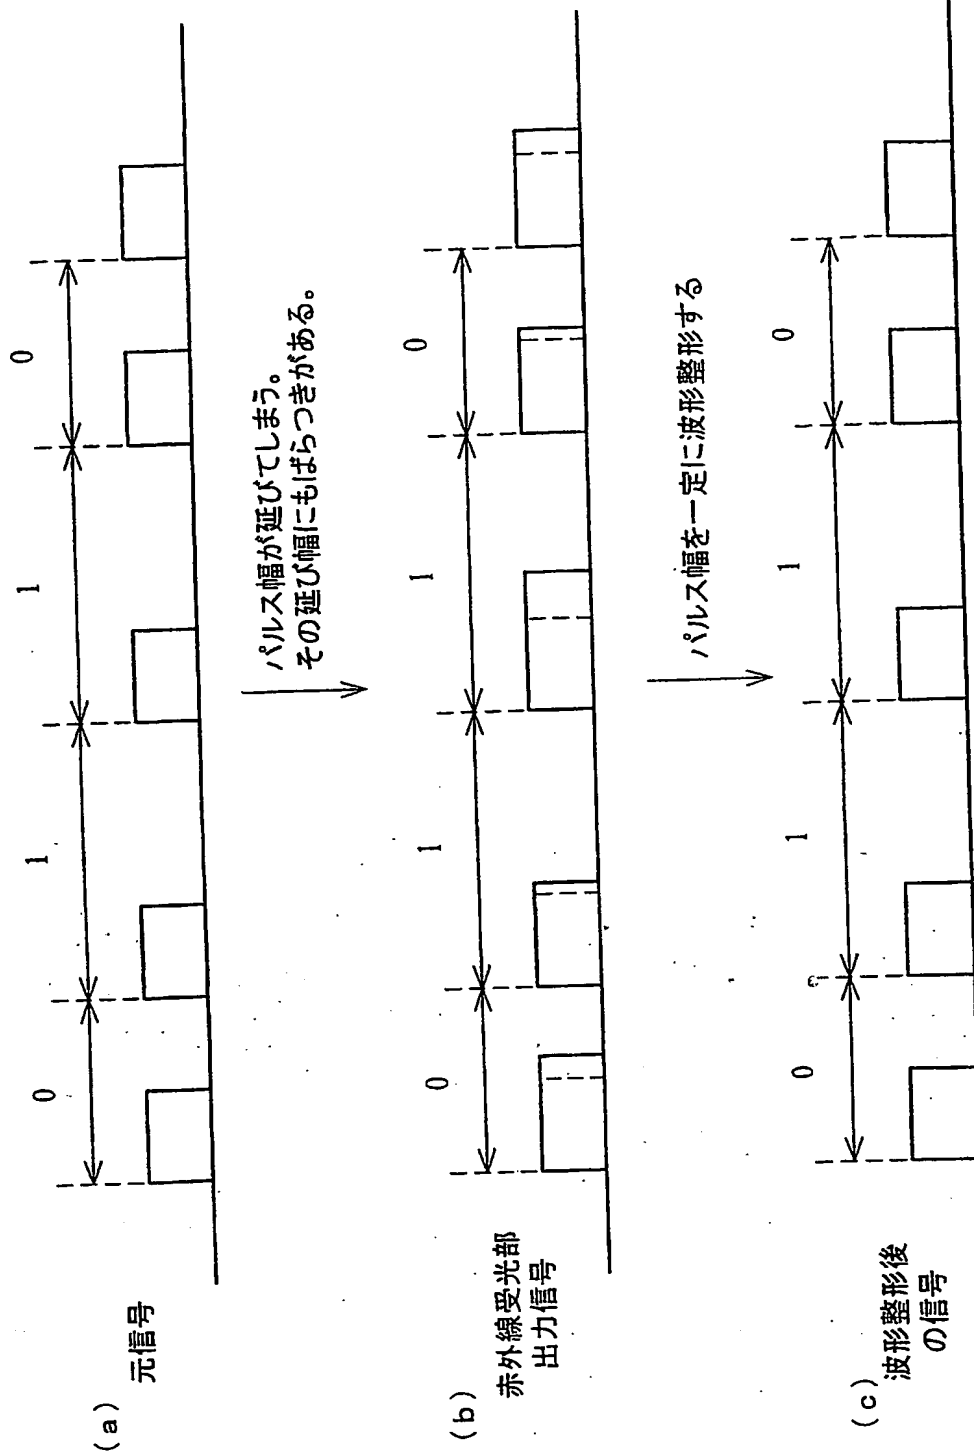 (a)
元信号
0
1
1
0
パルス幅が延びてしまう。
その延び幅にもばらつきがある。
(b)
赤外線受光部
出力信号
0
1
1
0
パルス幅を一定に波形整形する
(c)
波形整形後
の信号
0
1
1
0